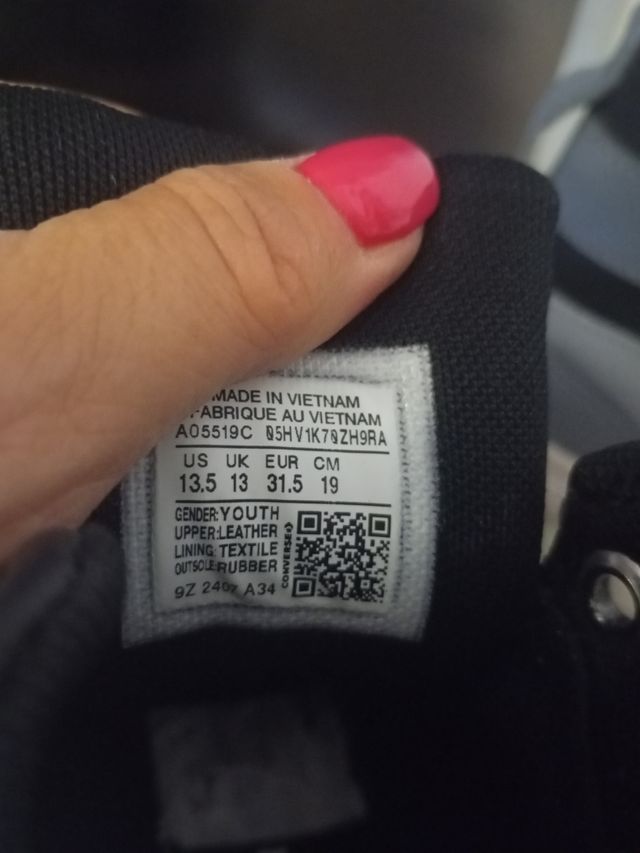 MADE IN VIETNAM
FABRIQUE AU VIETNAM
A05519C 05HV1K70ZH9RA
US UK EUR CM
13.5 13 31.5 19
GENDER:YOUTH
UPPER:LEATHER
LINING:TEXTILE
OUTSOLE:RUBBER
CONVERSE
9Z 2407 A34